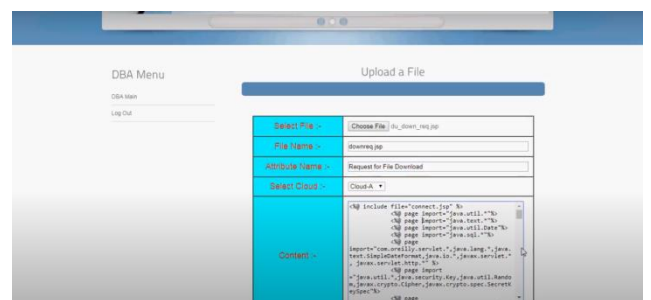 DBA Menu
Upload a File
DBA Main
Log Out
Select File :-
Choose File du_down_req.jsp
File Name :-
downreq.jsp
Attribute Name :-
Request for File Download
Select Cloud :-
Cloud-A
Content :-
<%@ include file="connect.jsp" %>
<%@ page import="java.util.*"%>
<%@ page import="java.text.*"%>
<%@ page import="java.util.Date"%>
<%@ page import="java.sql.*"%>
<%@ page
import="com.oreilly.servlet.*,java.lang.*,java.
text.SimpleDateFormat,java.io.*,javax.servlet.*
, javax.servlet.http.*" %>
<%@ page import
="java.util.*,java.security.Key,java.util.Rando
m,javax.crypto.Cipher,javax.crypto.spec.SecretK
eySpec"%>
<%@ page